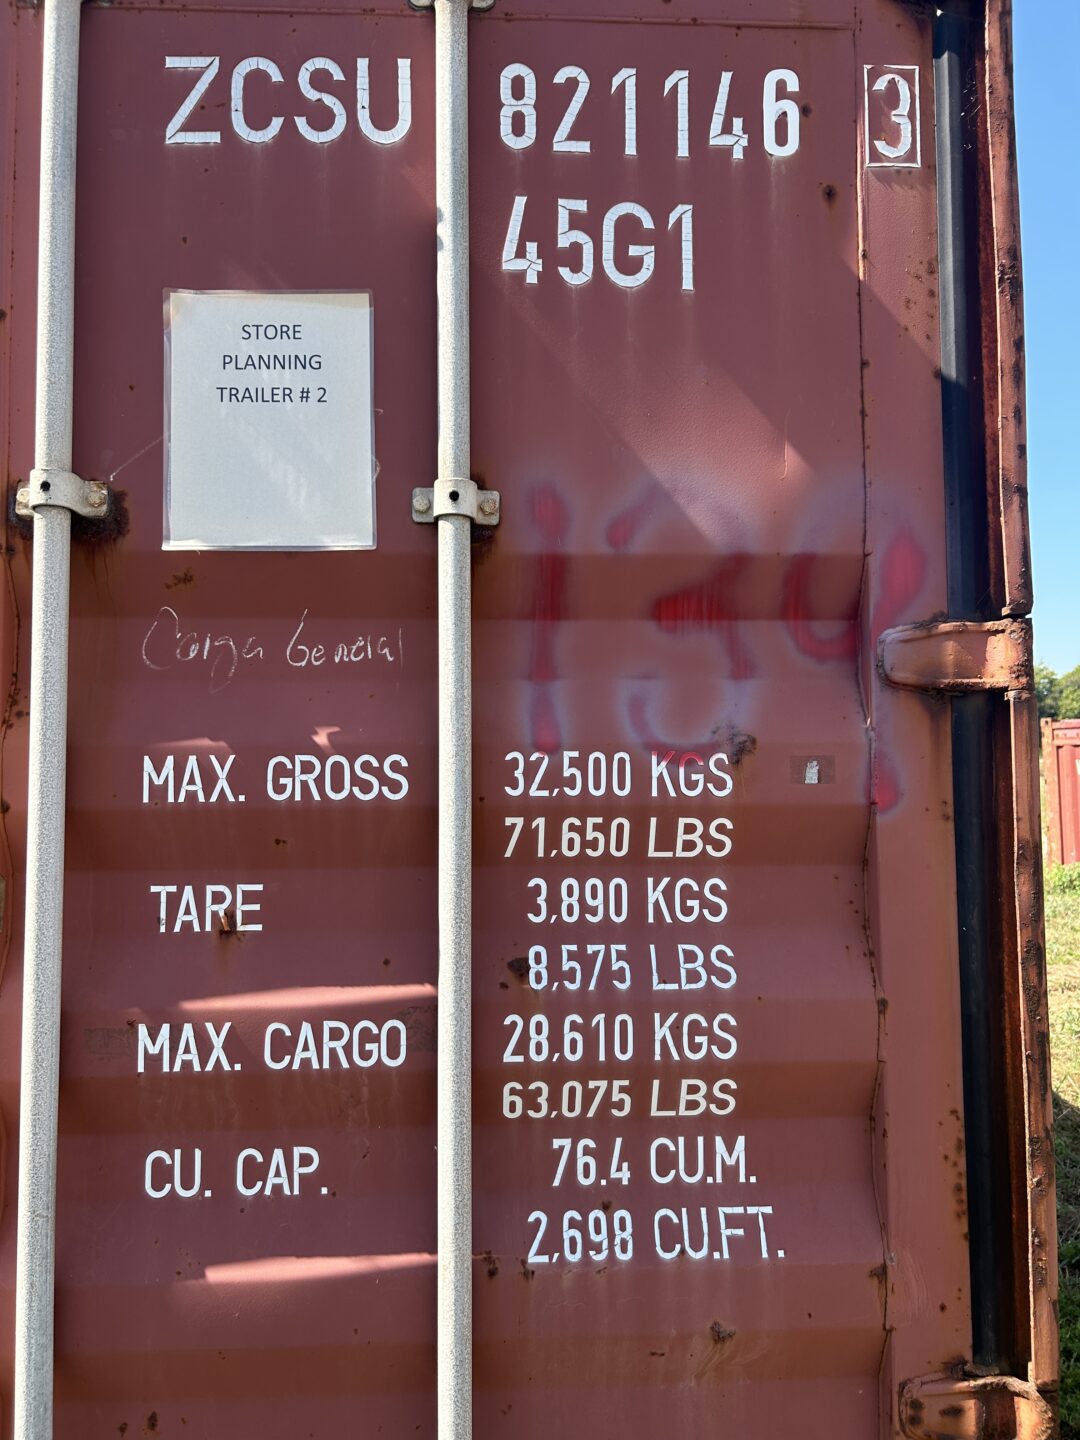 ZCSU 821146 3
45G1
STORE
PLANNING
TRAILER # 2
Carga General
MAX. GROSS 32,500 KGS
71,650 LBS
TARE 3,890 KGS
8,575 LBS
MAX. CARGO 28,610 KGS
63,075 LBS
CU. CAP. 76.4 CU.M.
2,698 CU.FT.